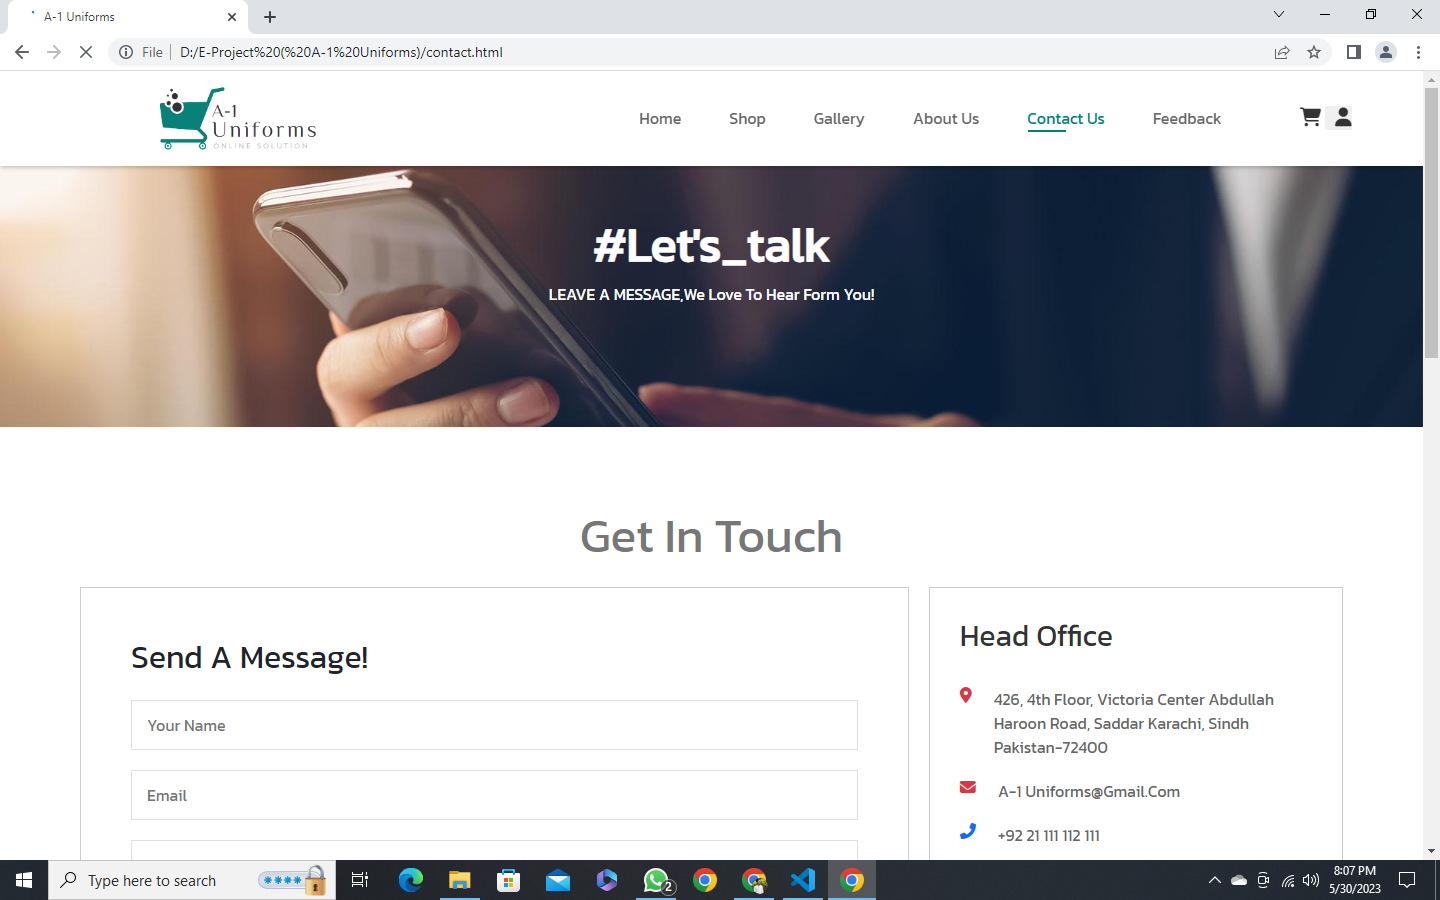 A-1 Uniforms
File
D:/E-Project%20(%20A-1%20Uniforms)/contact.html
A-1
Uniforms
ONLINE SOLUTION
Home
Shop
Gallery
About Us
Contact Us
Feedback
#Let's_talk
LEAVE A MESSAGE,We Love To Hear Form You!
Get In Touch
Send A Message!
Your Name
Email
Head Office
426, 4th Floor, Victoria Center Abdullah
Haroon Road, Saddar Karachi, Sindh
Pakistan-72400
A-1 Uniforms@Gmail.Com
+92 21 111 112 111
Type here to search
2
8:07 PM
5/30/2023